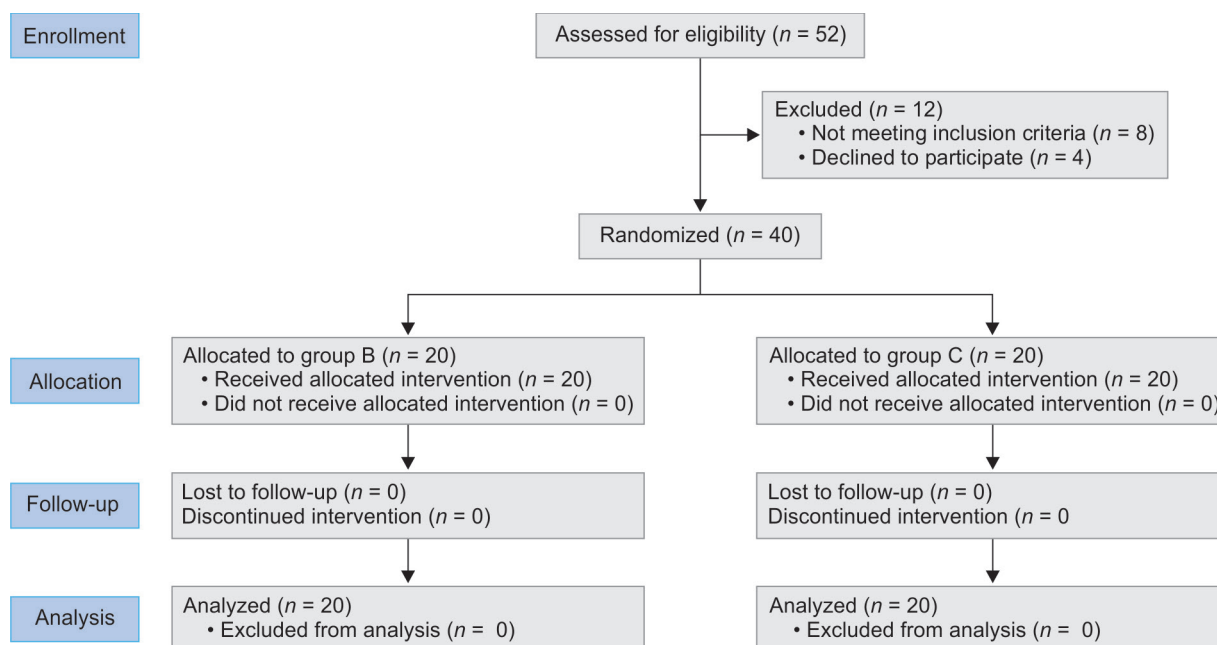 Enrollment
Assessed for eligibility (n = 52)
Excluded (n = 12)
• Not meeting inclusion criteria (n = 8)
• Declined to participate (n = 4)
Randomized (n = 40)
Allocation
Allocated to group B (n = 20)
• Received allocated intervention (n = 20)
• Did not receive allocated intervention (n = 0)
Allocated to group C (n = 20)
• Received allocated intervention (n = 20)
• Did not receive allocated intervention (n = 0)
Follow-up
Lost to follow-up (n = 0)
Discontinued intervention (n = 0)
Lost to follow-up (n = 0)
Discontinued intervention (n = 0
Analysis
Analyzed (n = 20)
• Excluded from analysis (n =  0)
Analyzed (n = 20)
• Excluded from analysis (n =  0)